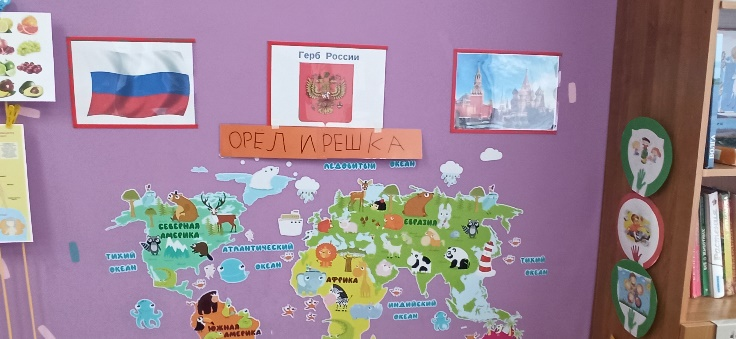 Герб России
ОРЕЛ И РЕШКА
ЛЕДОВИТЫЙ ОКЕАН
СЕВЕРНАЯ
АМЕРИКА
ЕВРАЗИЯ
ТИХИЙ
ОКЕАН
АТЛАНТИЧЕСКИЙ
ОКЕАН
ТИХИЙ
ОКЕАН
АФРИКА
ИНДИЙСКИЙ
ОКЕАН
ЮЖНАЯ
АМЕРИКА